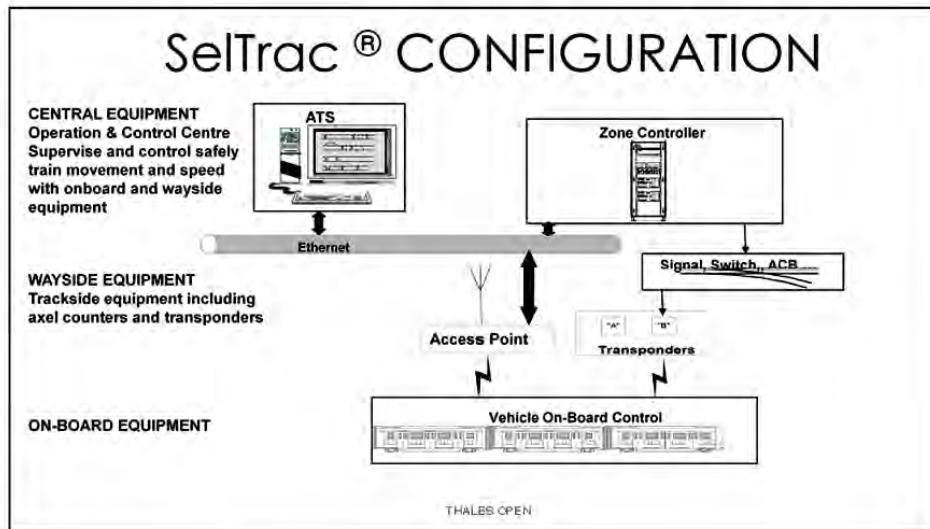 SelTrac ® CONFIGURATION
CENTRAL EQUIPMENT
Operation & Control Centre
Supervise and control safely
train movement and speed
with onboard and wayside
equipment
ATS
Zone Controller
Ethernet
WAYSIDE EQUIPMENT
Trackside equipment including
axel counters and transponders
Signal, Switch,, ACB.....
Access Point
"A" "B"
Transponders
ON-BOARD EQUIPMENT
Vehicle On-Board Control
THALES OPEN